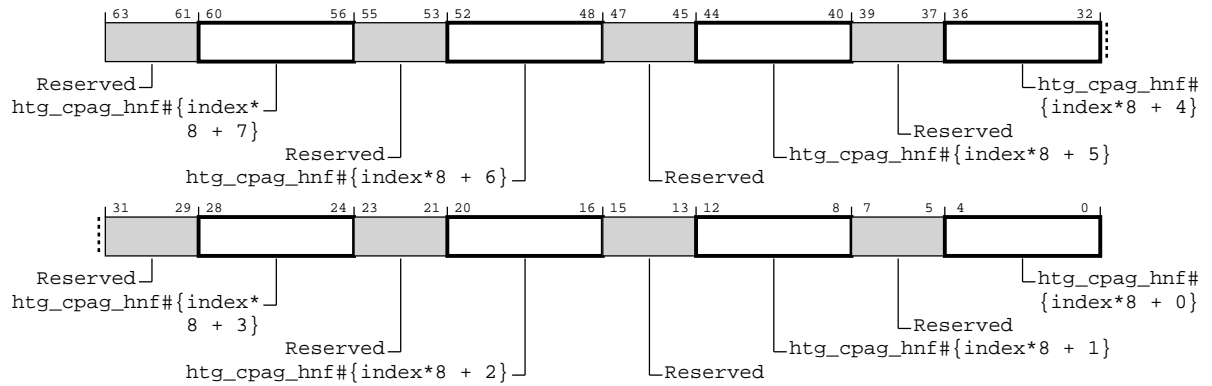 63 61 60 56 55 53 52 48 47 45 44 40 39 37 36 32
Reserved
htg_cpag_hnf#{index*
8 + 7}
Reserved
htg_cpag_hnf#{index*8 + 6}
Reserved
htg_cpag_hnf#{index*8 + 5}
Reserved
htg_cpag_hnf#
{index*8 + 4}
31 29 28 24 23 21 20 16 15 13 12 8 7 5 4 0
Reserved
htg_cpag_hnf#{index*
8 + 3}
Reserved
htg_cpag_hnf#{index*8 + 2}
Reserved
htg_cpag_hnf#{index*8 + 1}
Reserved
htg_cpag_hnf#
{index*8 + 0}